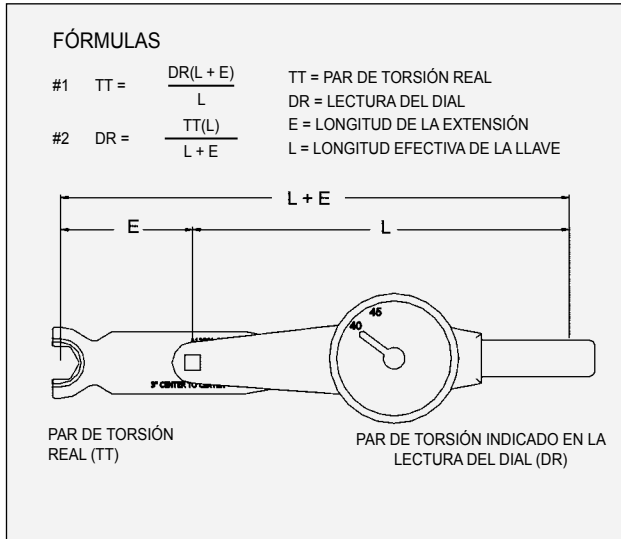 FÓRMULAS
#1 TT = DR(L + E)
L
TT = PAR DE TORSIÓN REAL
DR = LECTURA DEL DIAL
#2 DR = TT(L)
L + E
E = LONGITUD DE LA EXTENSIÓN
L = LONGITUD EFECTIVA DE LA LLAVE
L + E
E L
45
40
3" CENTER TO CENTER
PAR DE TORSIÓN
REAL (TT)
PAR DE TORSIÓN INDICADO EN LA
LECTURA DEL DIAL (DR)